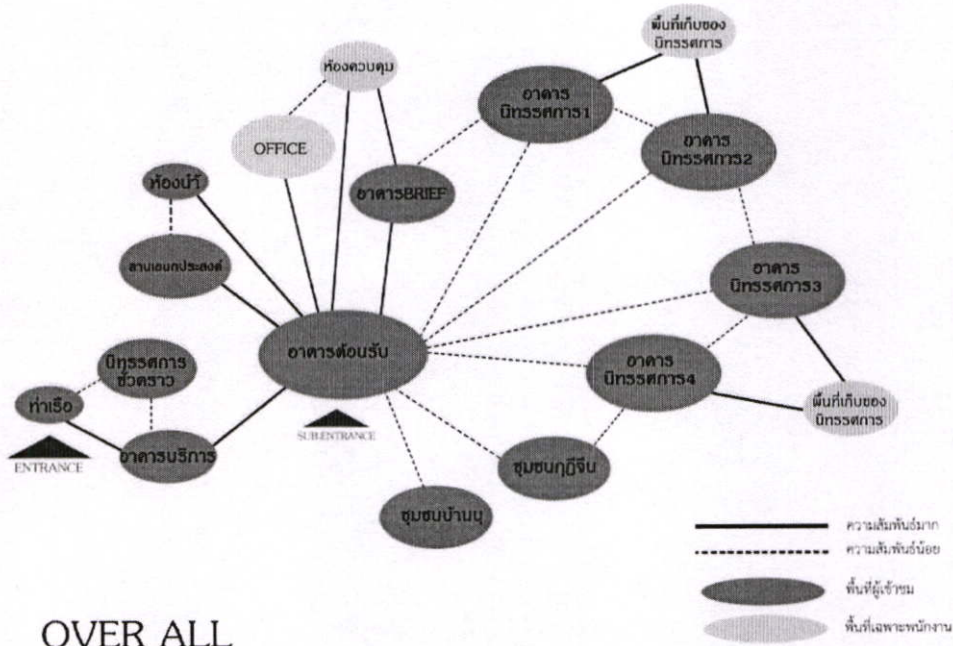 พื้นที่เก็บของ
นิทรรศการ
ห้องควบคุม
อาคาร
นิทรรศการ1
OFFICE
อาคาร
นิทรรศการ2
ห้องน้ำ
อาคารBRIEF
ลานเอนกประสงค์
อาคาร
นิทรรศการ3
อาคารต้อนรับ
นิทรรศการ
ชั่วคราว
อาคาร
นิทรรศการ4
ท่าเรือ
พื้นที่เก็บของ
นิทรรศการ
SUB-ENTRANCE
ENTRANCE
อาคารบริการ
ชุมชนกุฎีจีน
ชุมชนบ้านบุ
ความสัมพันธ์มาก
ความสัมพันธ์น้อย
พื้นที่ผู้เข้าชม
พื้นที่เฉพาะพนักงาน
OVER ALL